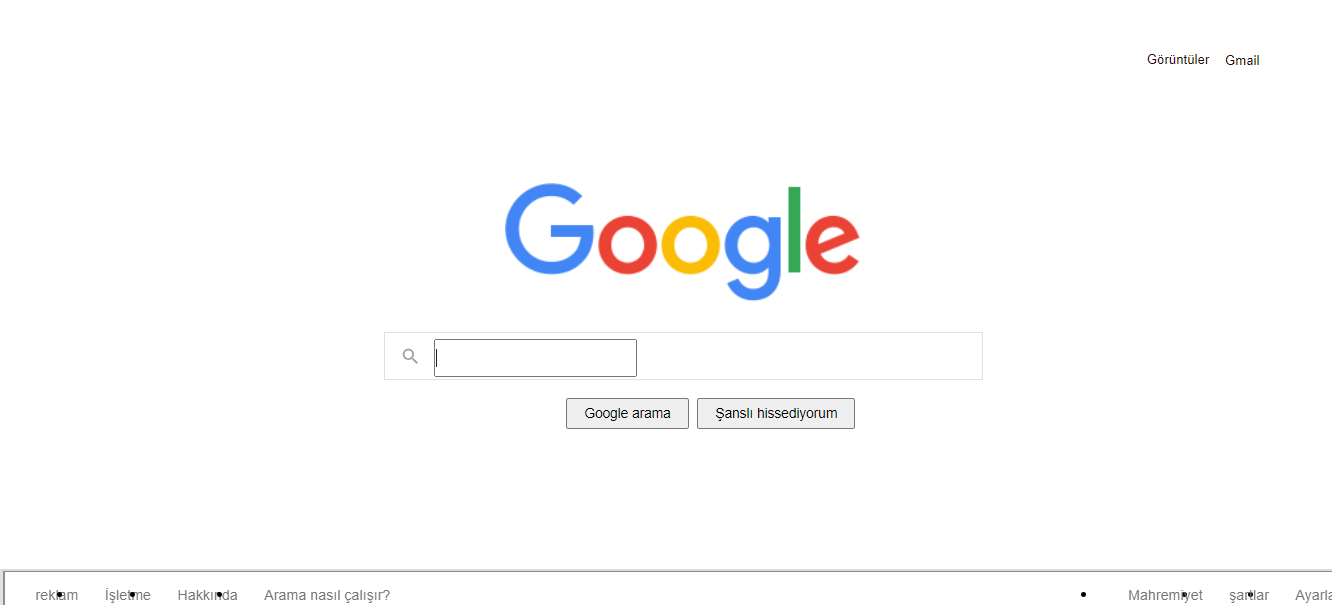 Görüntüler Gmail
Google
Google arama Şanslı hissediyorum
reklam İşletme Hakkında Arama nasıl çalışır? Mahremiyet şartlar Ayarla